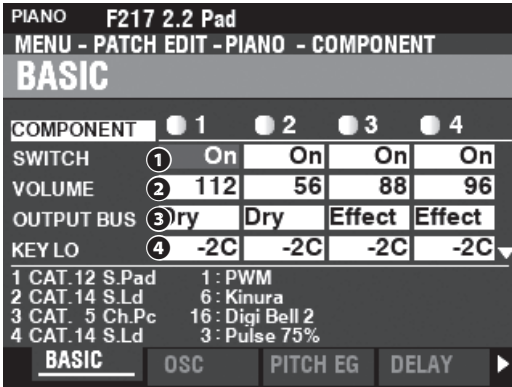 PIANO F217 2.2 Pad
MENU - PATCH EDIT - PIANO - COMPONENT
BASIC
COMPONENT 1 2 3 4
SWITCH 1 On On On On
VOLUME 2 112 56 88 96
OUTPUT BUS 3 Dry Dry Effect Effect
KEY LO 4 -2C -2C -2C -2C
1 CAT.12 S.Pad 1 : PWM
2 CAT.14 S.Ld 6 : Kinura
3 CAT. 5 Ch.Pc 16 : Digi Bell 2
4 CAT.14 S.Ld 3 : Pulse 75%
BASIC OSC PITCH EG DELAY